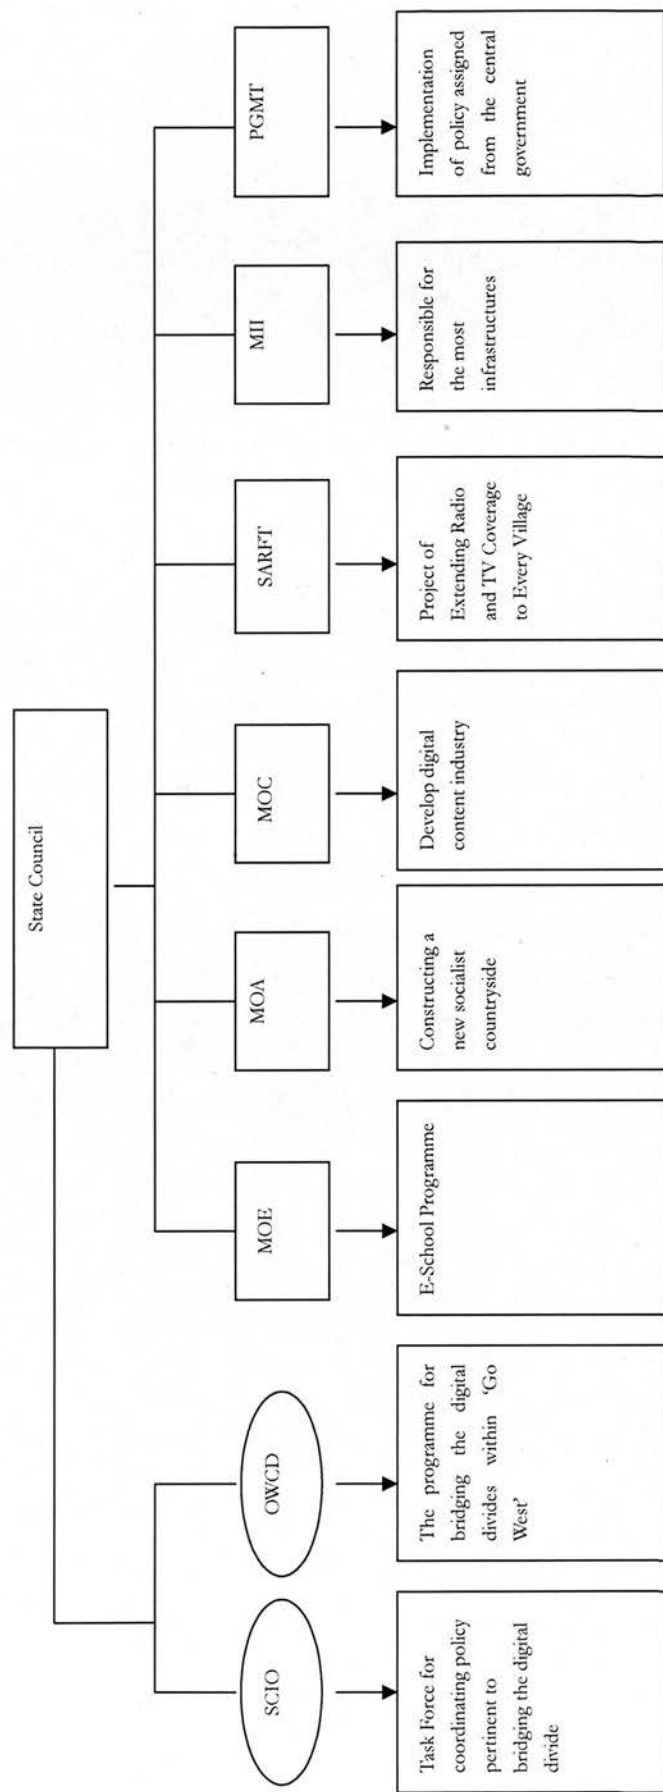 State Council
SCIO
OWCD
MOE
MOA
MOC
SARFT
MII
PGMT
Task Force for
coordinating policy
pertinent to
bridging the digital
divide
The programme for
bridging the digital
divides within ‘Go
West’
E-School Programme
Constructing a
new socialist
countryside
Develop digital
content industry
Project of
Extending Radio
and TV Coverage
to Every Village
Responsible for
the most
infrastructures
Implementation
of policy assigned
from the central
government